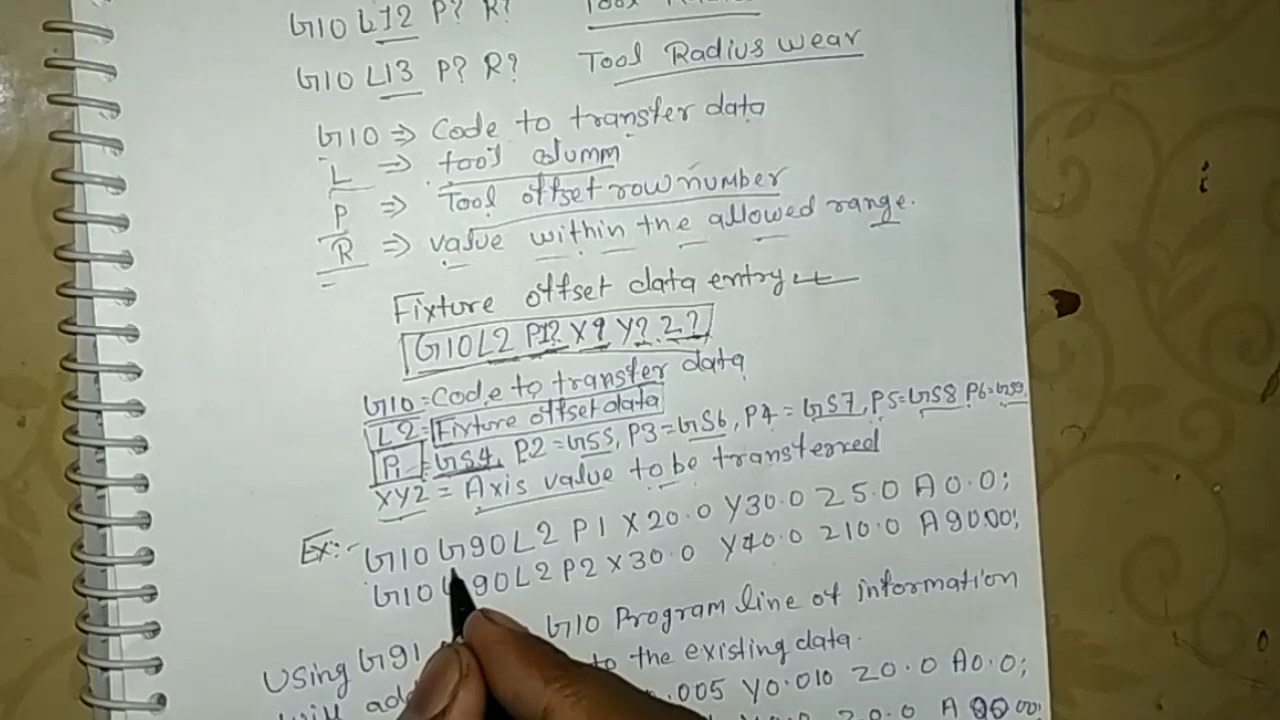 G10 L12 P? R?
G10 L13 P? R? Tool Radius wear
G10 ⇒ Code to transfer data
L ⇒ tool column
P ⇒ Tool offset row number
R ⇒ value within the allowed range.
Fixture offset data entry
G10 L2 P1? X? Y? Z?
G10 = Code to transfer data
L2 = Fixture offset data
P1 = G54, P2 = G55, P3 = G56, P4 = G57, P5 = G58 P6 = G59
XYZ = Axis value to be transferred
Ex:- G10 G90 L2 P1 X20.0 Y30.0 Z5.0 A0.0;
G10 G90 L2 P2 X30.0 Y40.0 Z10.0 A90.00;
Using G91 G10 Program line of information
will add to the existing data.
.005 Y0.010 Z0.0 A0.0;